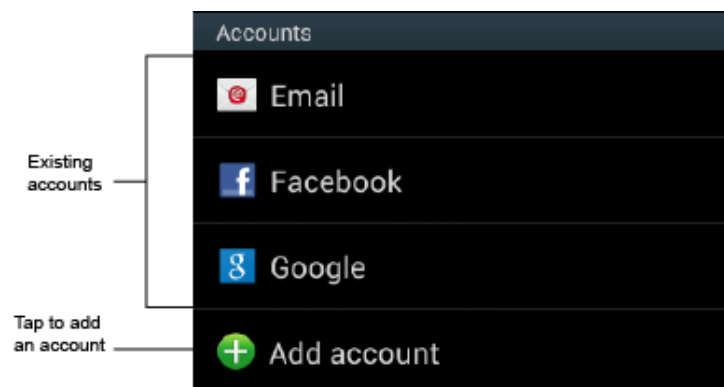 Accounts
Email
Existing
accounts
Facebook
Google
Tap to add
an account
Add account